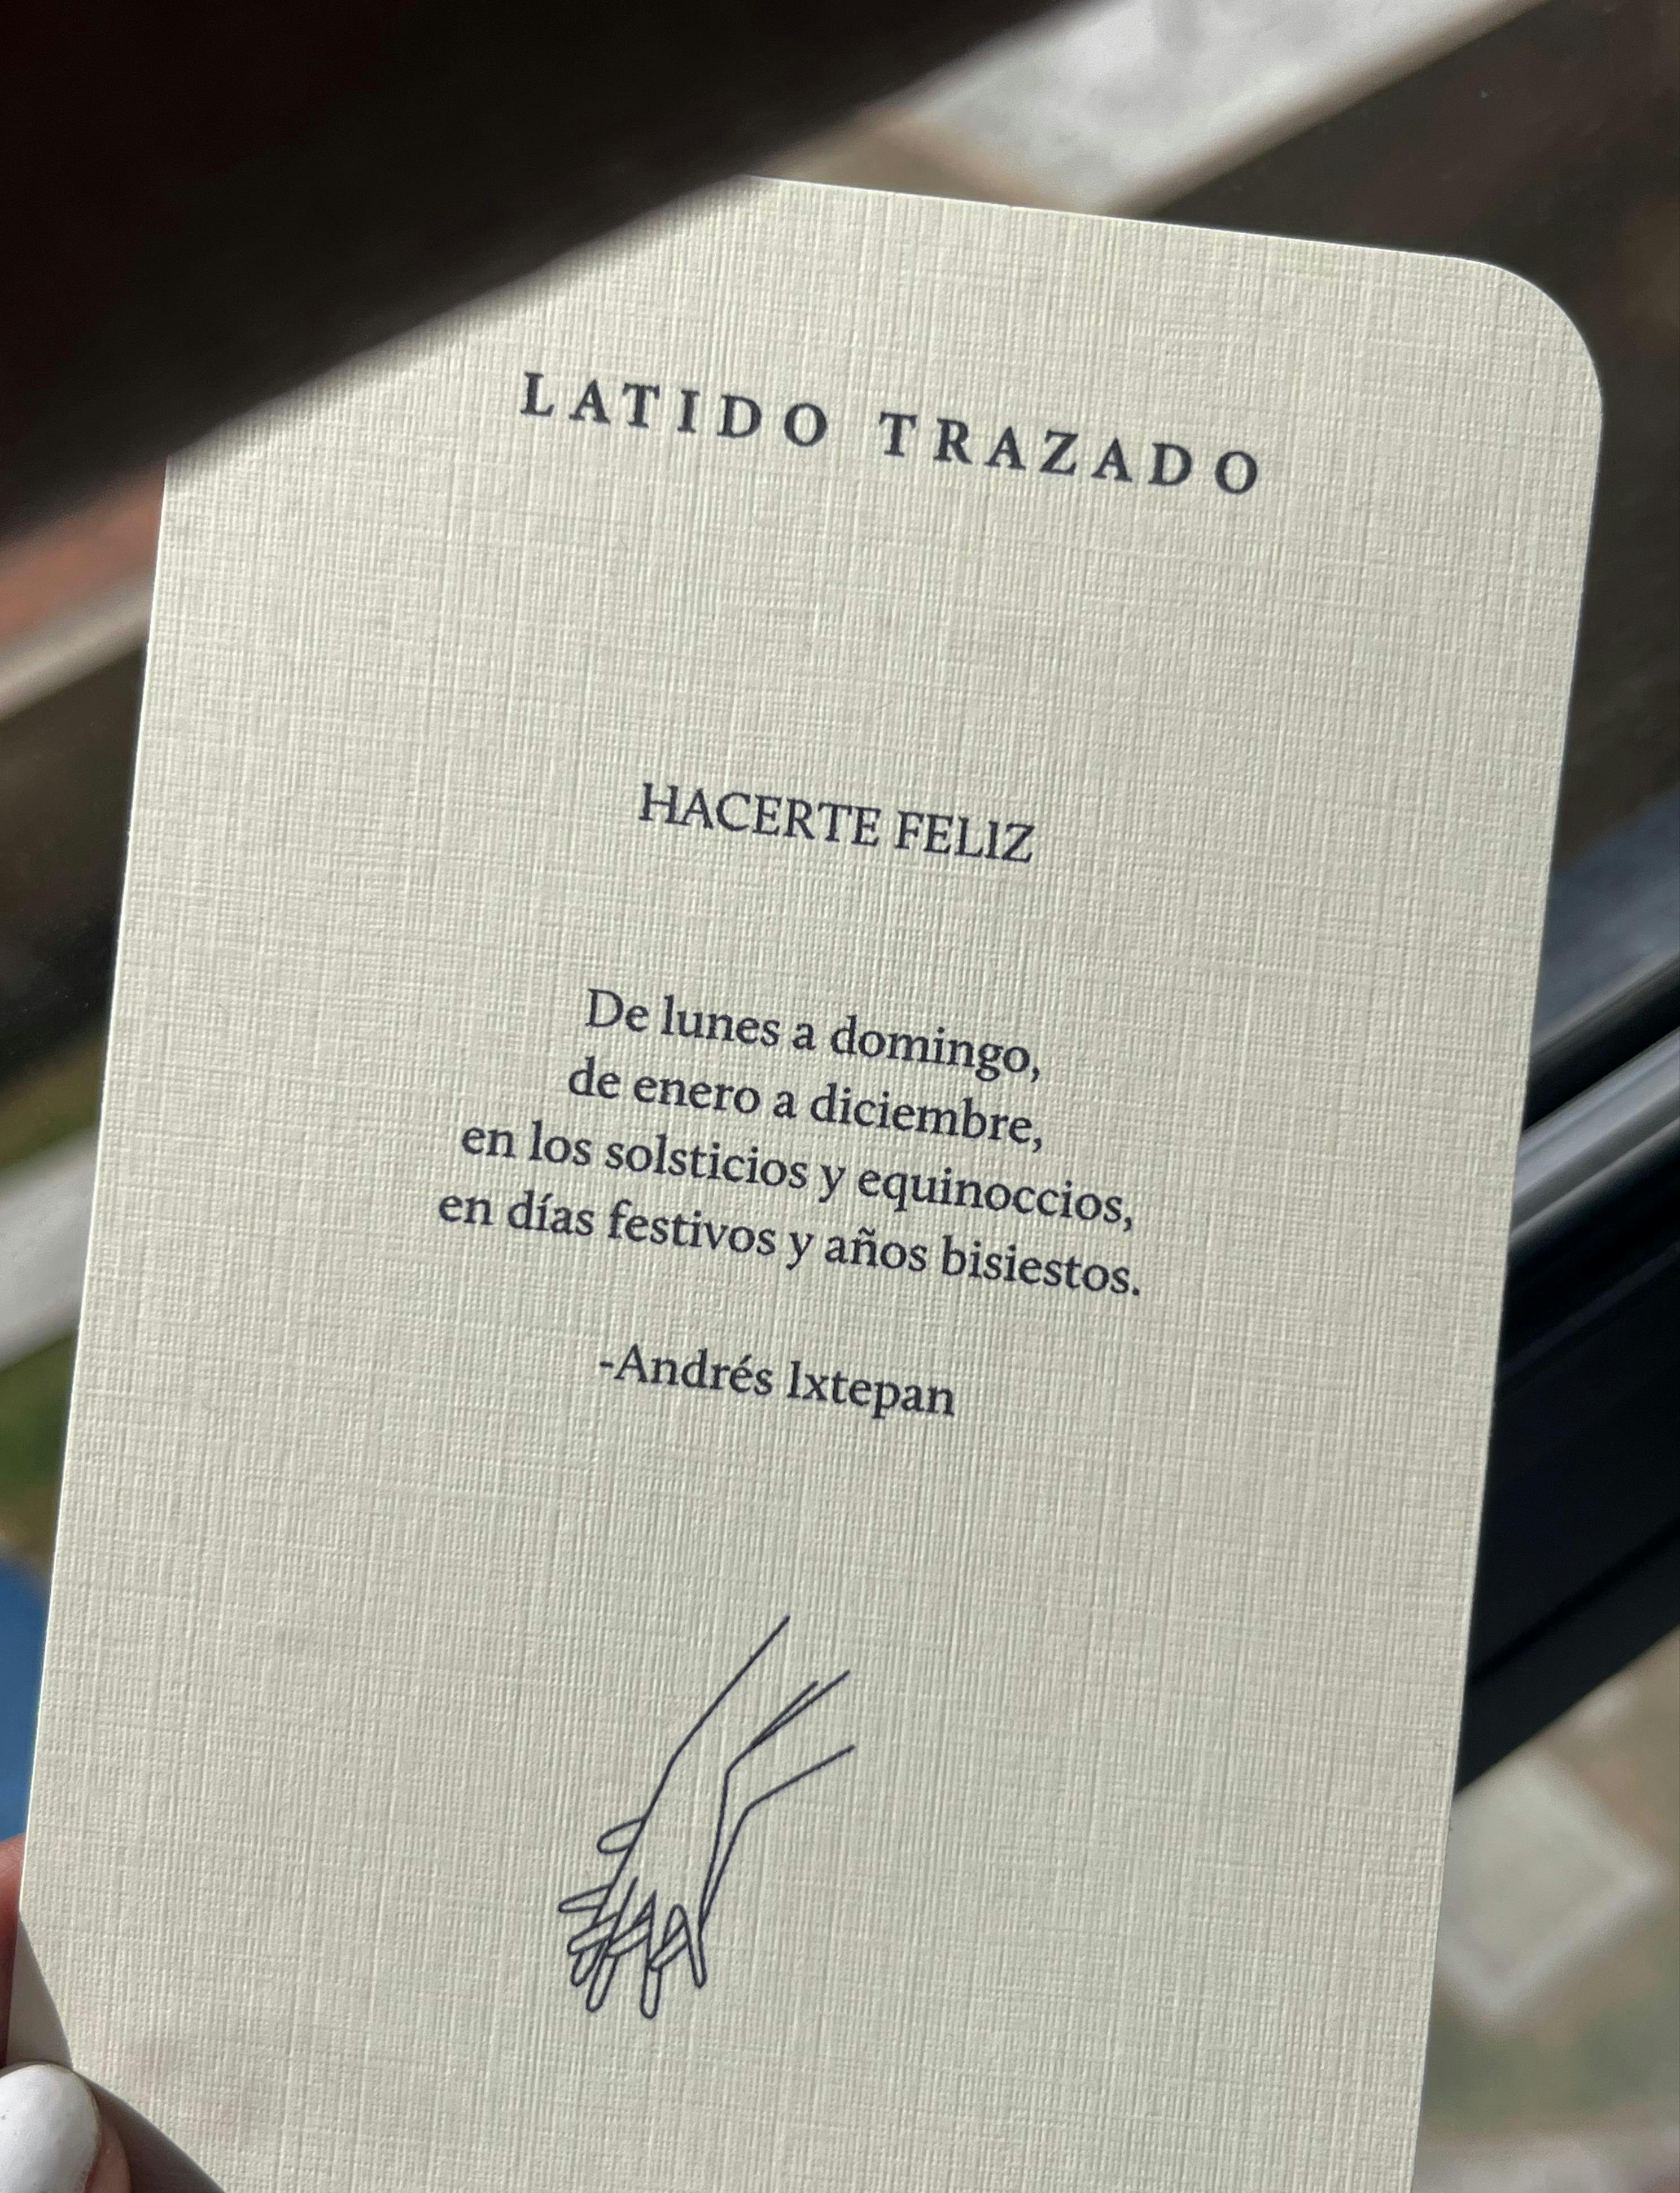 LATIDO TRAZADO
HACERTE FELIZ
De lunes a domingo,
de enero a diciembre,
en los solsticios y equinoccios,
en días festivos y años bisiestos.
-Andrés Ixtepan